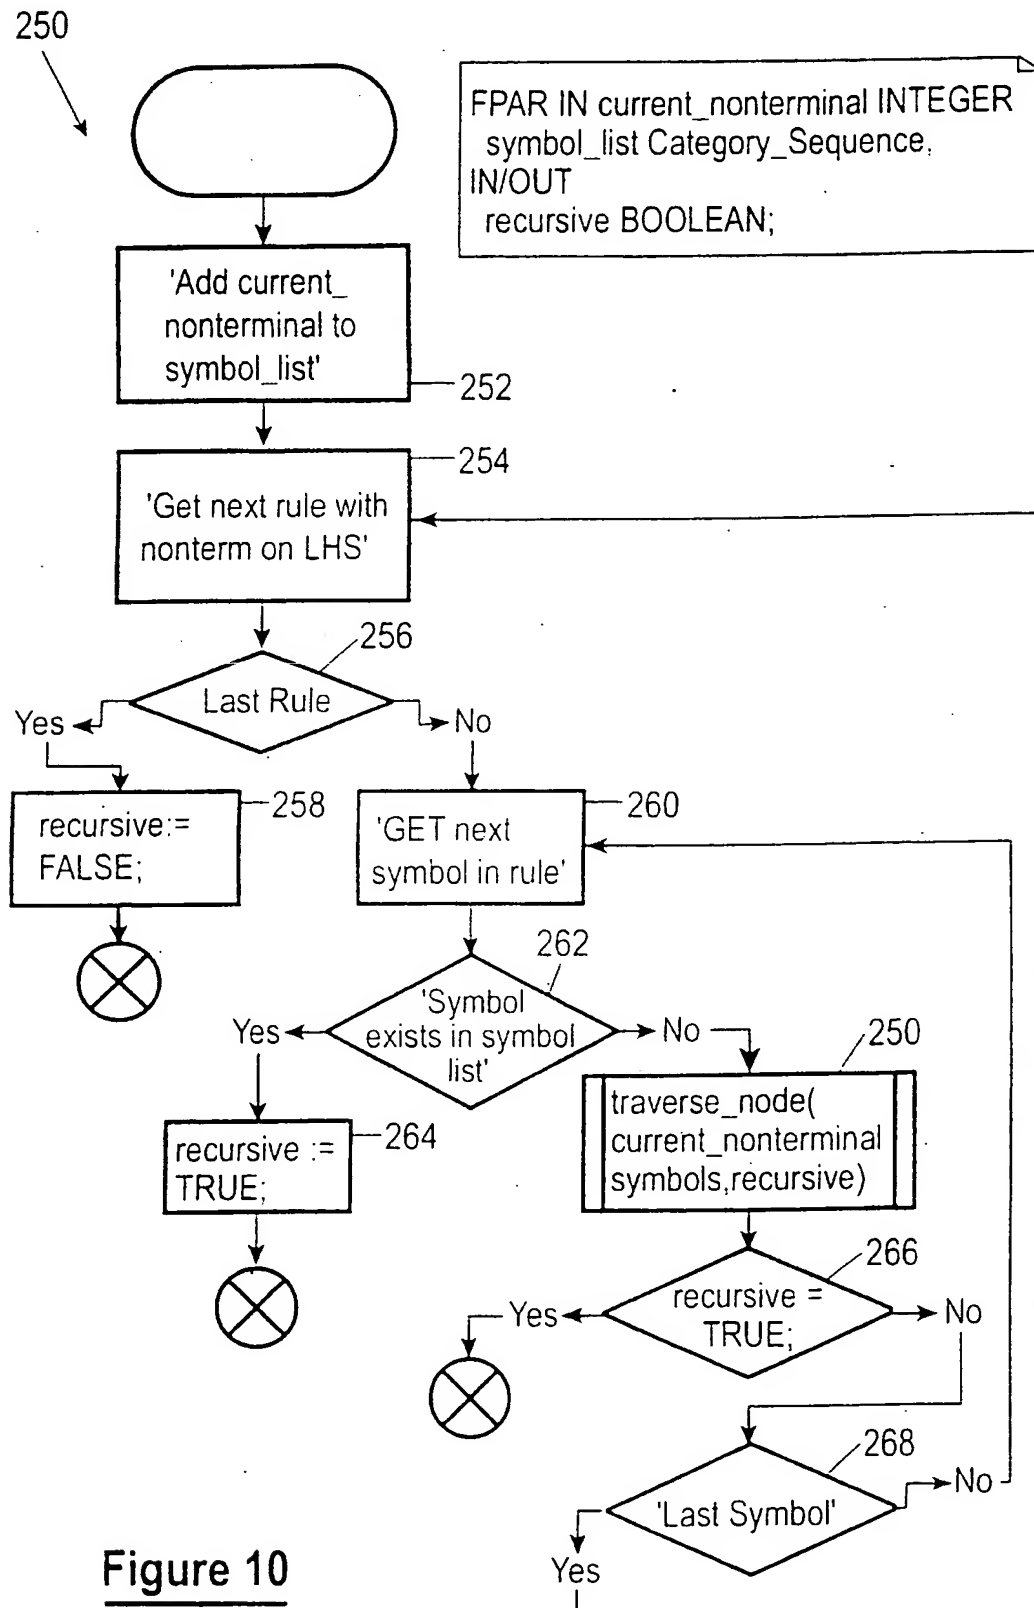 250
FPAR IN current_nonterminal INTEGER
symbol_list Category_Sequence,
IN/OUT
recursive BOOLEAN;
'Add current_
nonterminal to
symbol_list'
252
254
'Get next rule with
nonterm on LHS'
256
Last Rule
Yes
No
258
recursive:=
FALSE;
260
'GET next
symbol in rule'
262
'Symbol
exists in symbol
list'
Yes
No
250
traverse_node(
current_nonterminal
symbols,recursive)
264
recursive :=
TRUE;
266
recursive =
TRUE;
Yes
No
268
'Last Symbol'
No
Yes
Figure 10